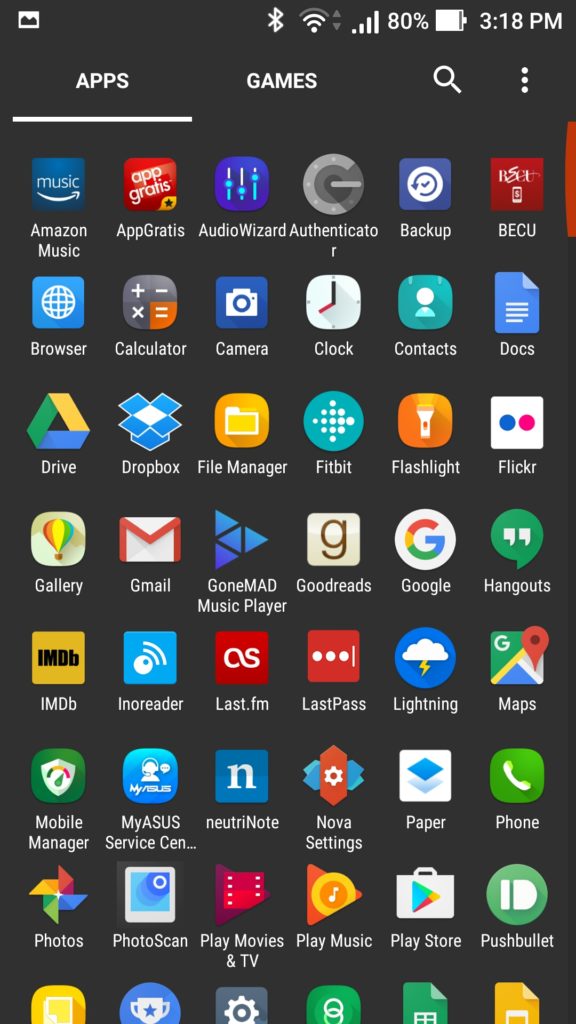 80% 3:18 PM
APPS GAMES
music app gratis BECU
Amazon Music AppGratis AudioWizard Authenticator Backup BECU
Browser Calculator Camera Clock Contacts Docs
Drive Dropbox File Manager Fitbit Flashlight Flickr
g G
Gallery Gmail GoneMAD Music Player Goodreads Google Hangouts
IMDb as G
IMDb Inoreader Last.fm LastPass Lightning Maps
MyASUS n
Mobile Manager MyASUS Service Cen... neutriNote Nova Settings Paper Phone
Photos PhotoScan Play Movies & TV Play Music Play Store Pushbullet